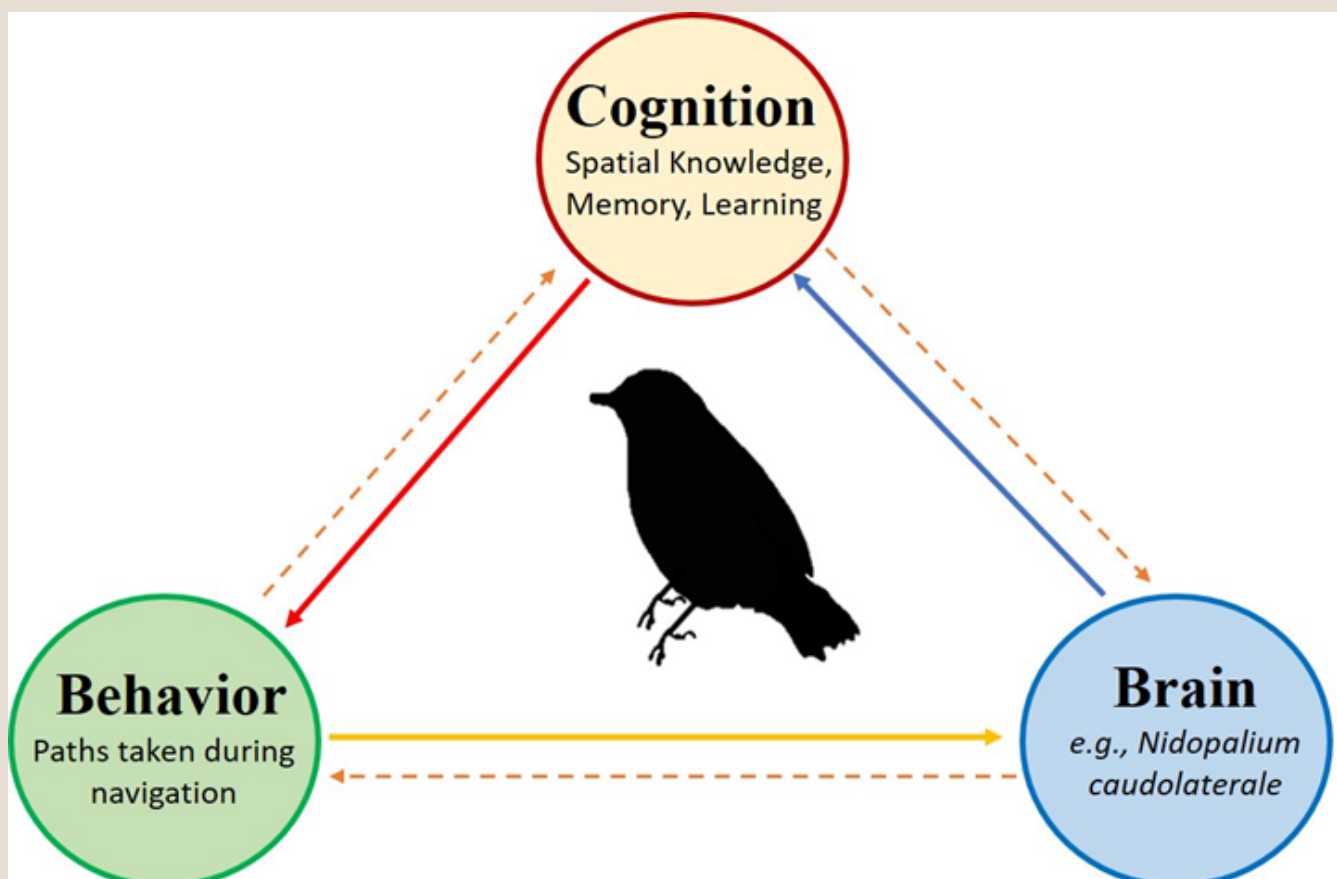 Cognition
Spatial Knowledge,
Memory, Learning
Behavior
Paths taken during
navigation
Brain
e.g., Nidopalium
caudolaterale